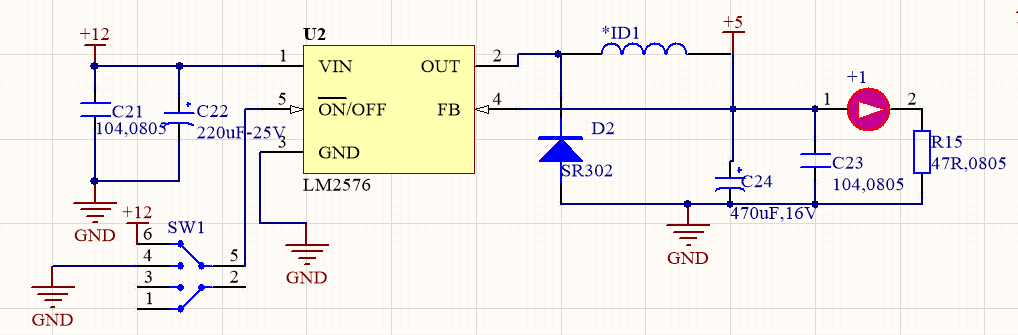 +12
U2
*ID1
+5
1
VIN
OUT
2
+1
C21
104,0805
C22
220uF-25V
5
ON/OFF
FB
4
1
2
3
GND
D2
SR302
R15
47R,0805
C23
104,0805
C24
470uF,16V
LM2576
GND
+12
SW1
6
4
3
1
5
2
GND
GND
GND